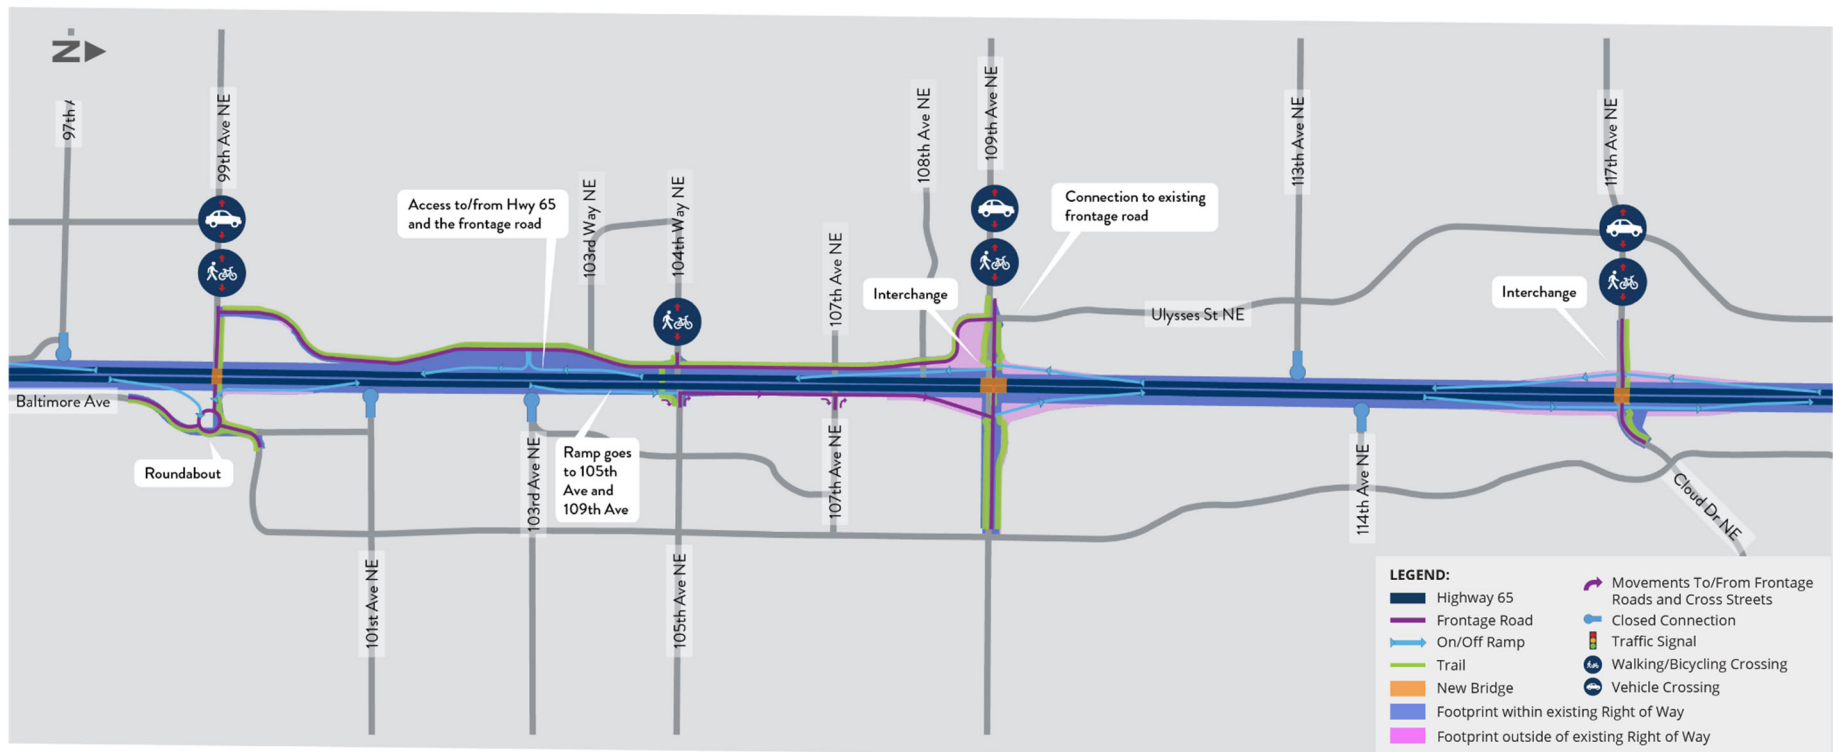 N
97th
99th Ave NE
103rd Way NE
104th Way NE
107th Ave NE
108th Ave NE
109th Ave NE
113th Ave NE
117th Ave NE
Access to/from Hwy 65
and the frontage road
Connection to existing
frontage road
Interchange
Interchange
Ulysses St NE
Baltimore Ave
Roundabout
Ramp goes
to 105th
Ave and
109th Ave
101st Ave NE
103rd Ave NE
105th Ave NE
107th Ave NE
114th Ave NE
Cloud Dr NE
LEGEND:
Highway 65
Frontage Road
On/Off Ramp
Trail
New Bridge
Footprint within existing Right of Way
Footprint outside of existing Right of Way
Movements To/From Frontage
Roads and Cross Streets
Closed Connection
Traffic Signal
Walking/Bicycling Crossing
Vehicle Crossing